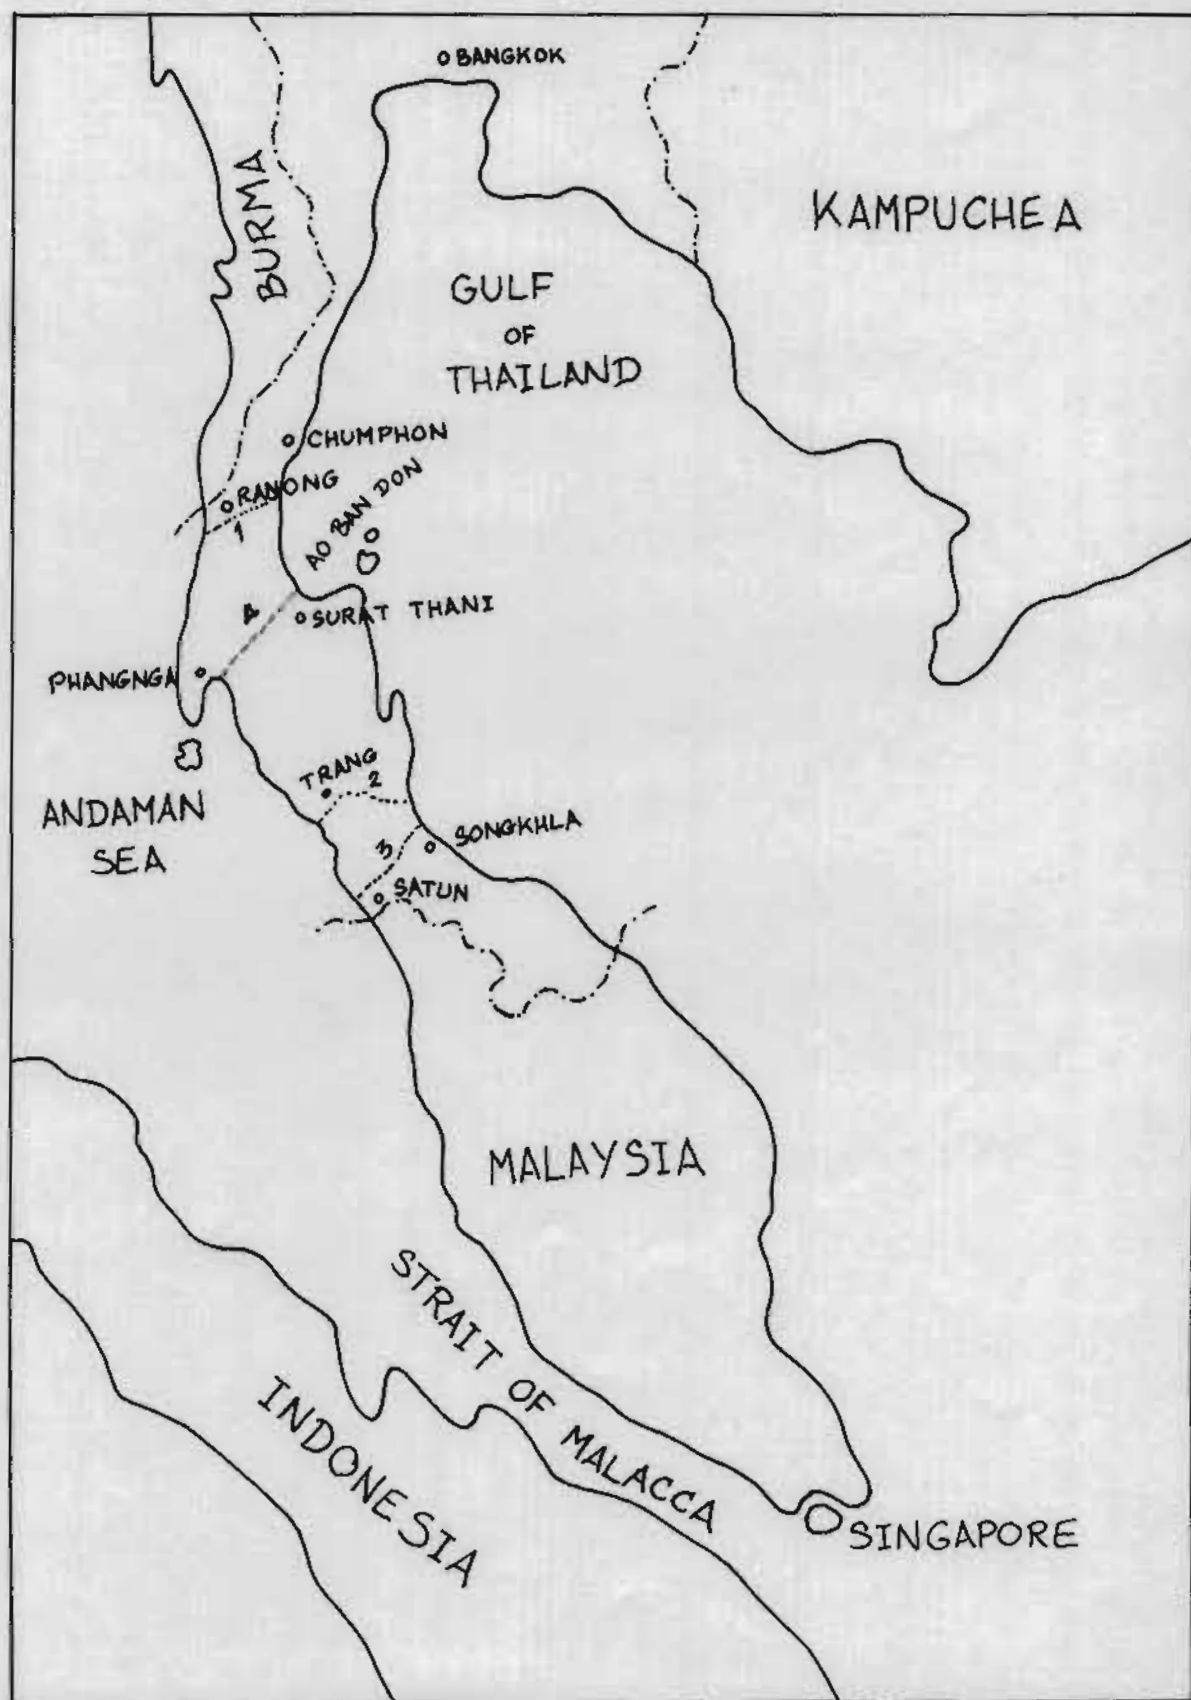 BANGKOK
BURMA
KAMPUCHEA
GULF
OF
THAILAND
CHUMPHON
RANONG
1
AO BAN DON
4
SURAT THANI
PHANGNGA
TRANG
2
ANDAMAN
SEA
SONGKHLA
3
SATUN
MALAYSIA
STRAIT OF MALACCA
INDONESIA
SINGAPORE